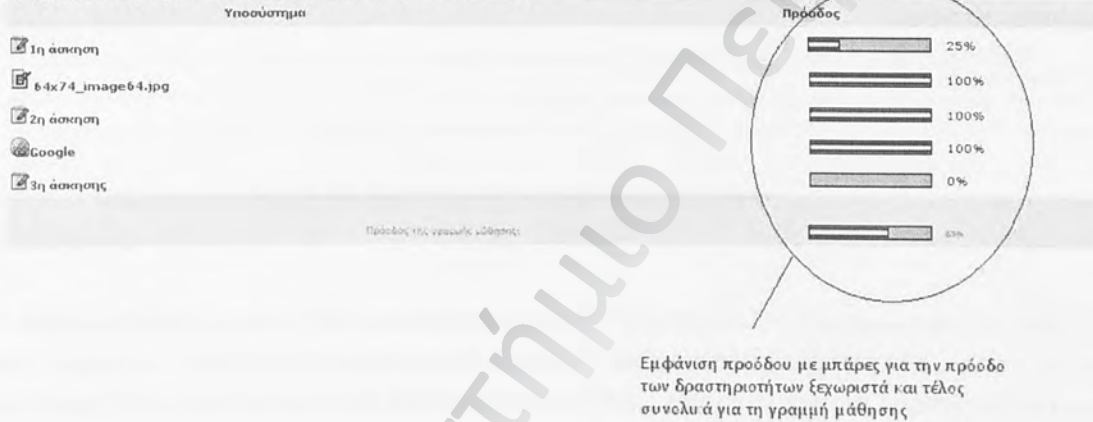 Υποσύστημα Πρόοδος
1η άσκηση 25%
64x74_image64.jpg 100%
2η άσκηση 100%
Google 100%
3η άσκησης 0%
Πρόοδος της γραμμής μάθησης:
Εμφάνιση προόδου με μπάρες για την πρόοδο
των δραστηριοτήτων ξεχωριστά και τέλος
συνολικά για τη γραμμή μάθησης